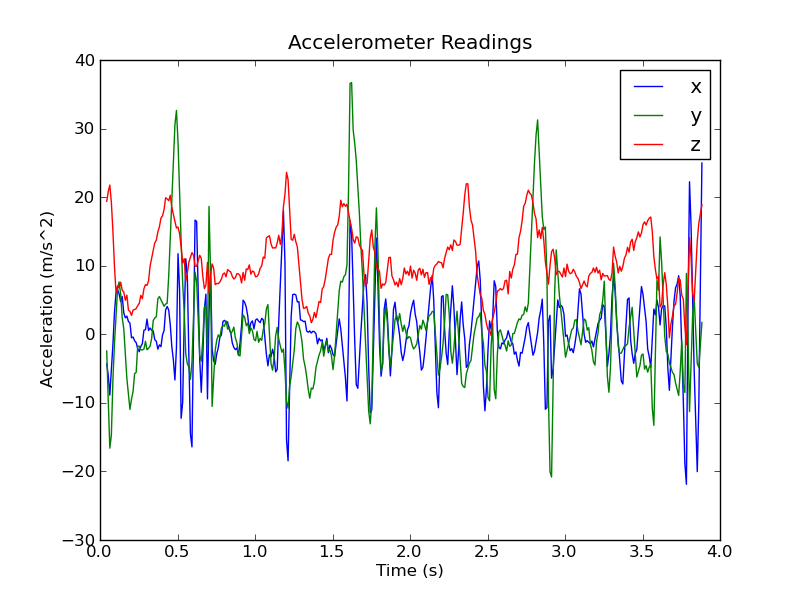 Accelerometer Readings
40
30
20
10
0
−10
−20
−30
Acceleration (m/s^2)
x
y
z
0.0 0.5 1.0 1.5 2.0 2.5 3.0 3.5 4.0
Time (s)